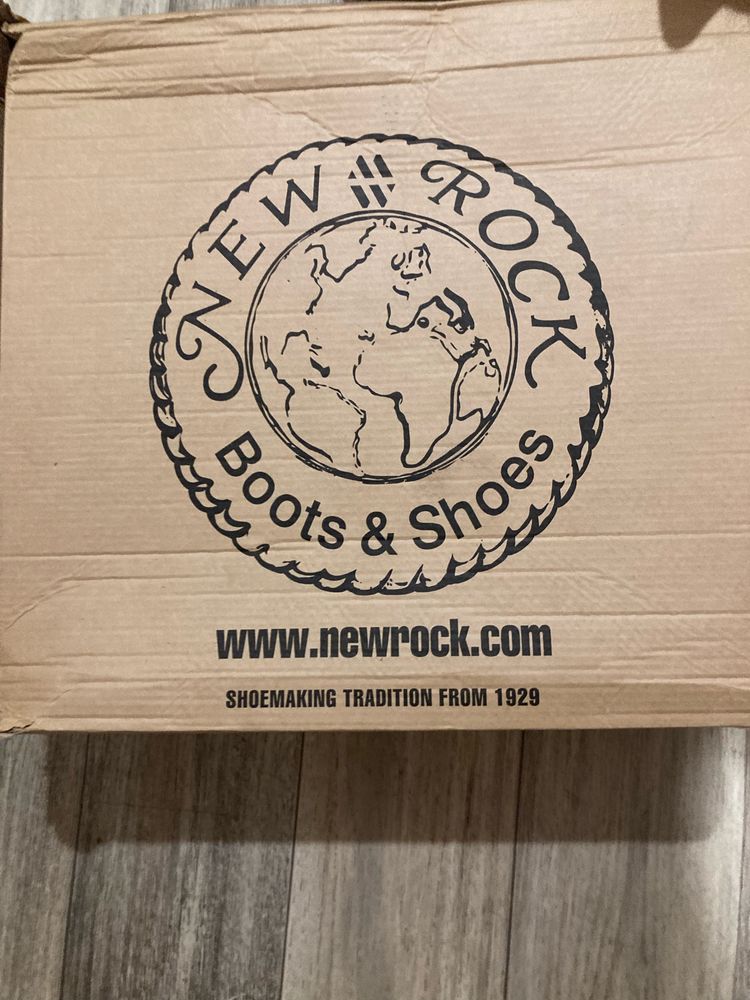 NEW ROCK
Boots & Shoes
www.newrock.com
SHOEMAKING TRADITION FROM 1929